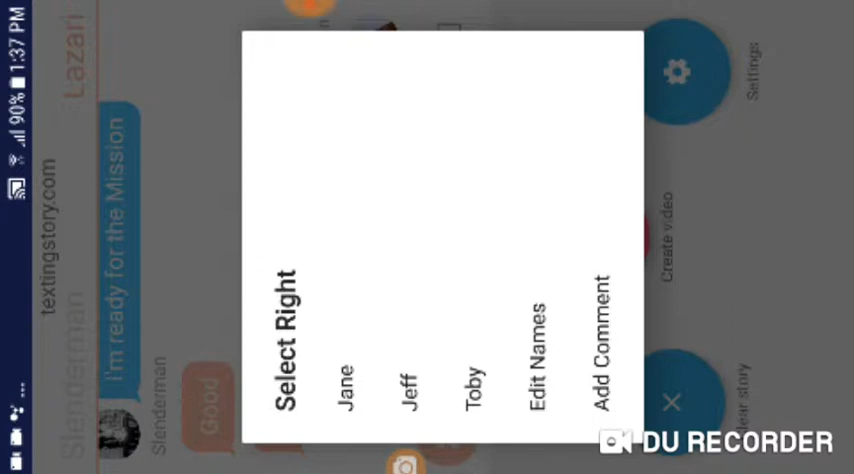 1:37 PM
90%
textingstory.com
Slenderman
Lazari
I'm ready for the Mission
Slenderman
Good
Select Right
Jane
Jeff
Toby
Edit Names
Add Comment
Settings
Create video
lear story
DU RECORDER